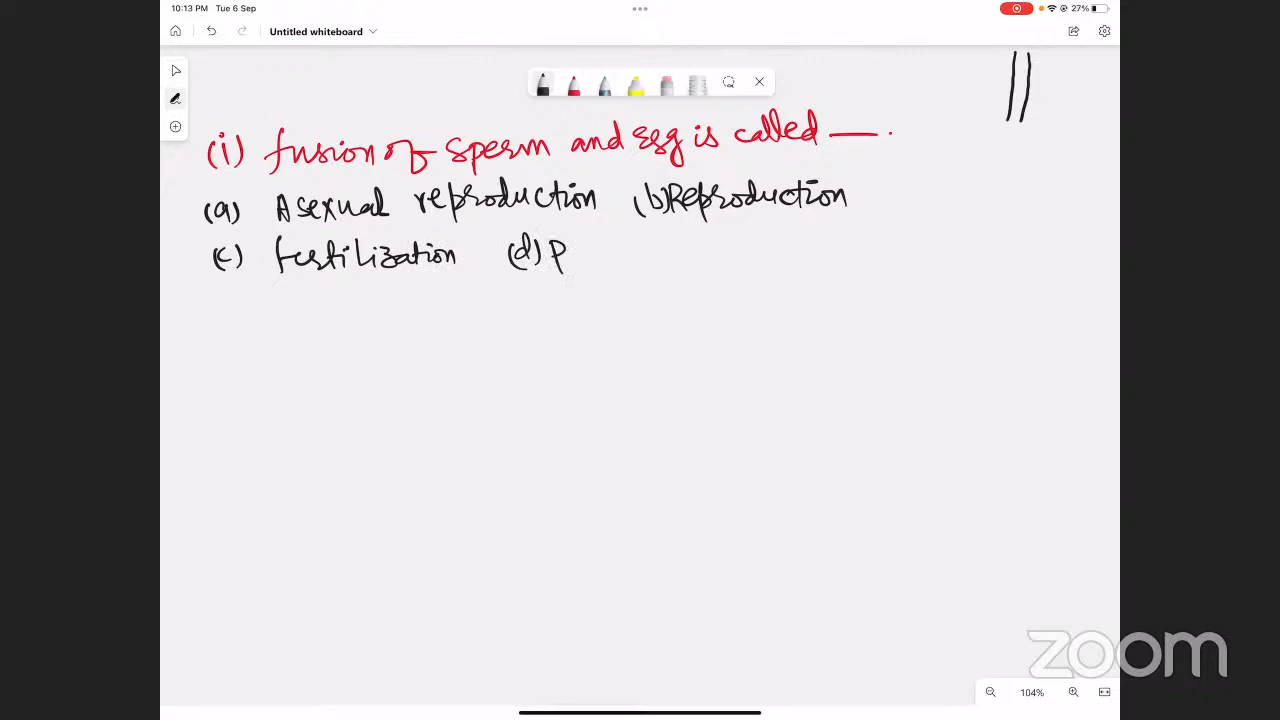 10:13 PM Tue 6 Sep
27%
Untitled whiteboard
(i) fusion of sperm and egg is called ___.
(a) Asexual reproduction (b) Reproduction
(c) fertilization (d) P
zoom
104%